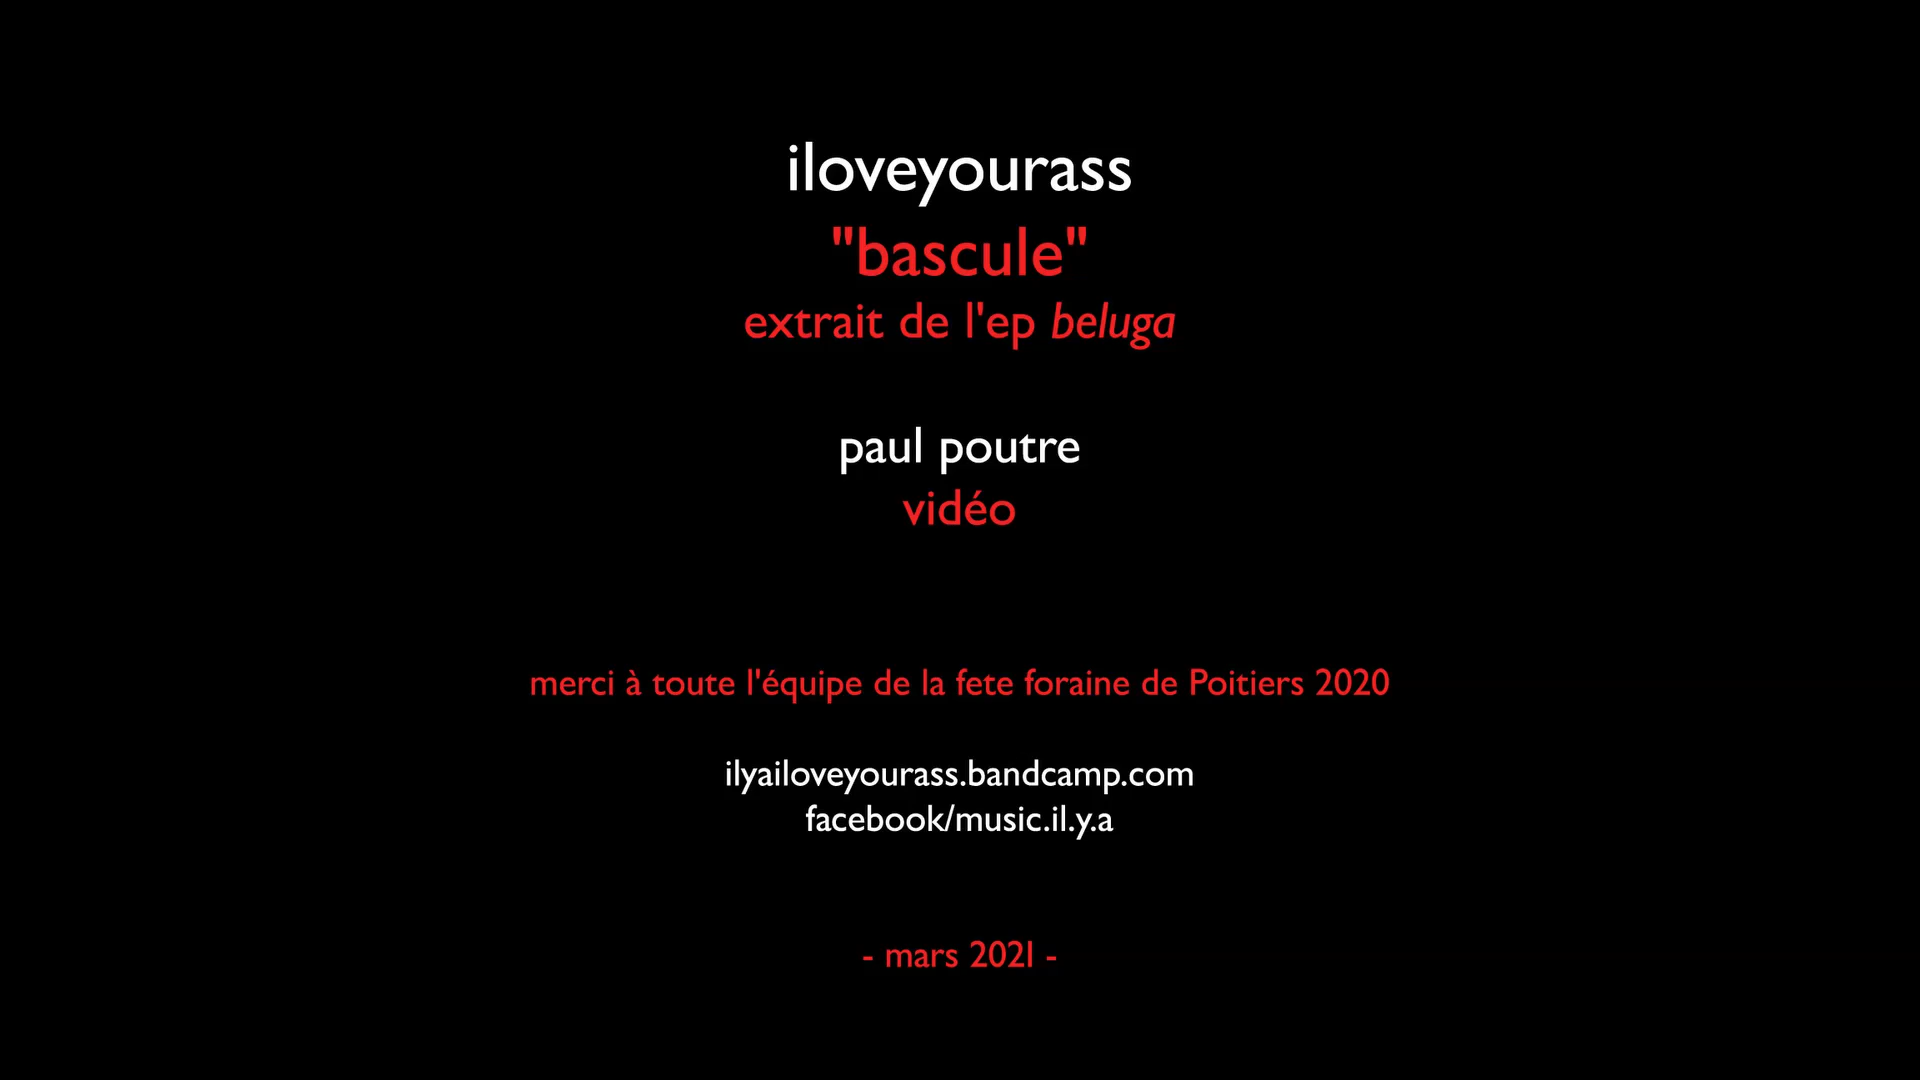 iloveyourass
"bascule"
extrait de l'ep beluga
paul poutre
vidéo
merci à toute l'équipe de la fete foraine de Poitiers 2020
ilyailoveyourass.bandcamp.com
facebook/music.il.y.a
- mars 2021 -